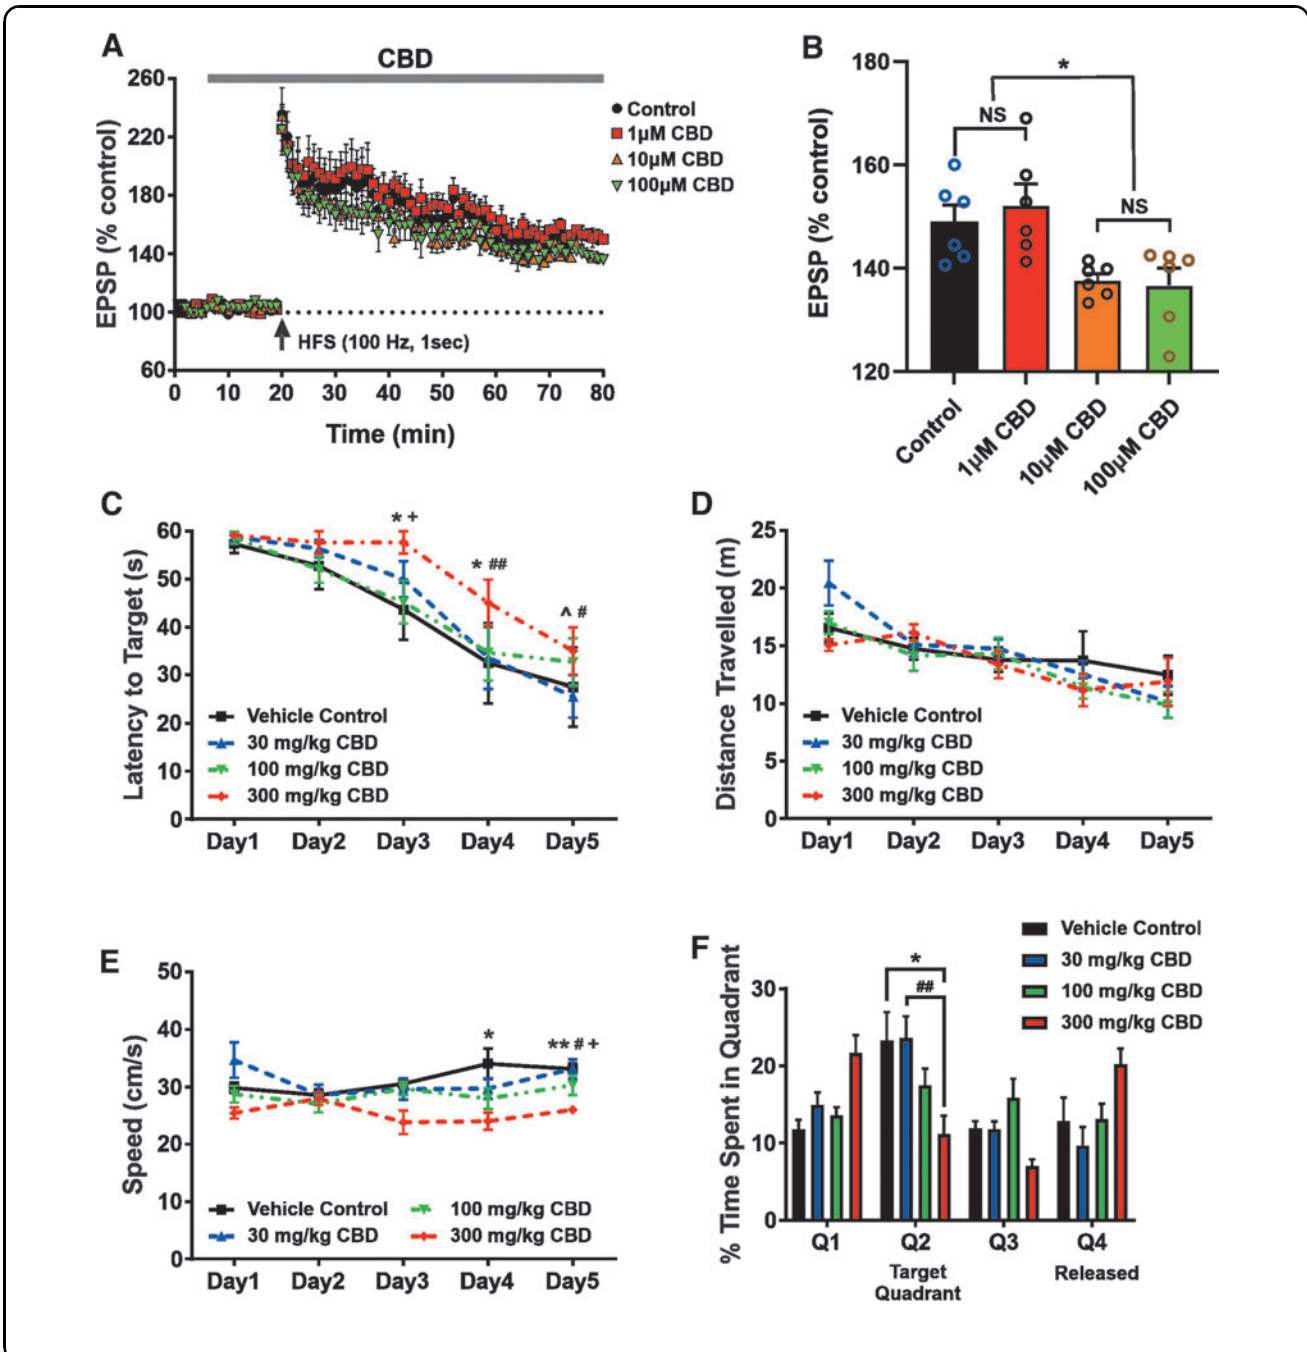 A
CBD
260
220
180
140
100
60
EPSP (% control)
Control
1µM CBD
10µM CBD
100µM CBD
HFS (100 Hz, 1sec)
0 10 20 30 40 50 60 70 80
Time (min)
B
180
160
140
120
EPSP (% control)
*
NS
NS
Control
1µM CBD
10µM CBD
100µM CBD
C
60
50
40
30
20
10
0
Latency to Target (s)
* +
* ##
^ #
Vehicle Control
30 mg/kg CBD
100 mg/kg CBD
300 mg/kg CBD
Day1 Day2 Day3 Day4 Day5
D
25
20
15
10
5
0
Distance Travelled (m)
Vehicle Control
30 mg/kg CBD
100 mg/kg CBD
300 mg/kg CBD
Day1 Day2 Day3 Day4 Day5
E
50
40
30
20
10
0
Speed (cm/s)
*
** # +
Vehicle Control 100 mg/kg CBD
30 mg/kg CBD 300 mg/kg CBD
Day1 Day2 Day3 Day4 Day5
F
Vehicle Control
30 mg/kg CBD
100 mg/kg CBD
300 mg/kg CBD
30
20
10
0
% Time Spent in Quadrant
*
##
Q1 Q2 Q3 Q4
Target Quadrant
Released